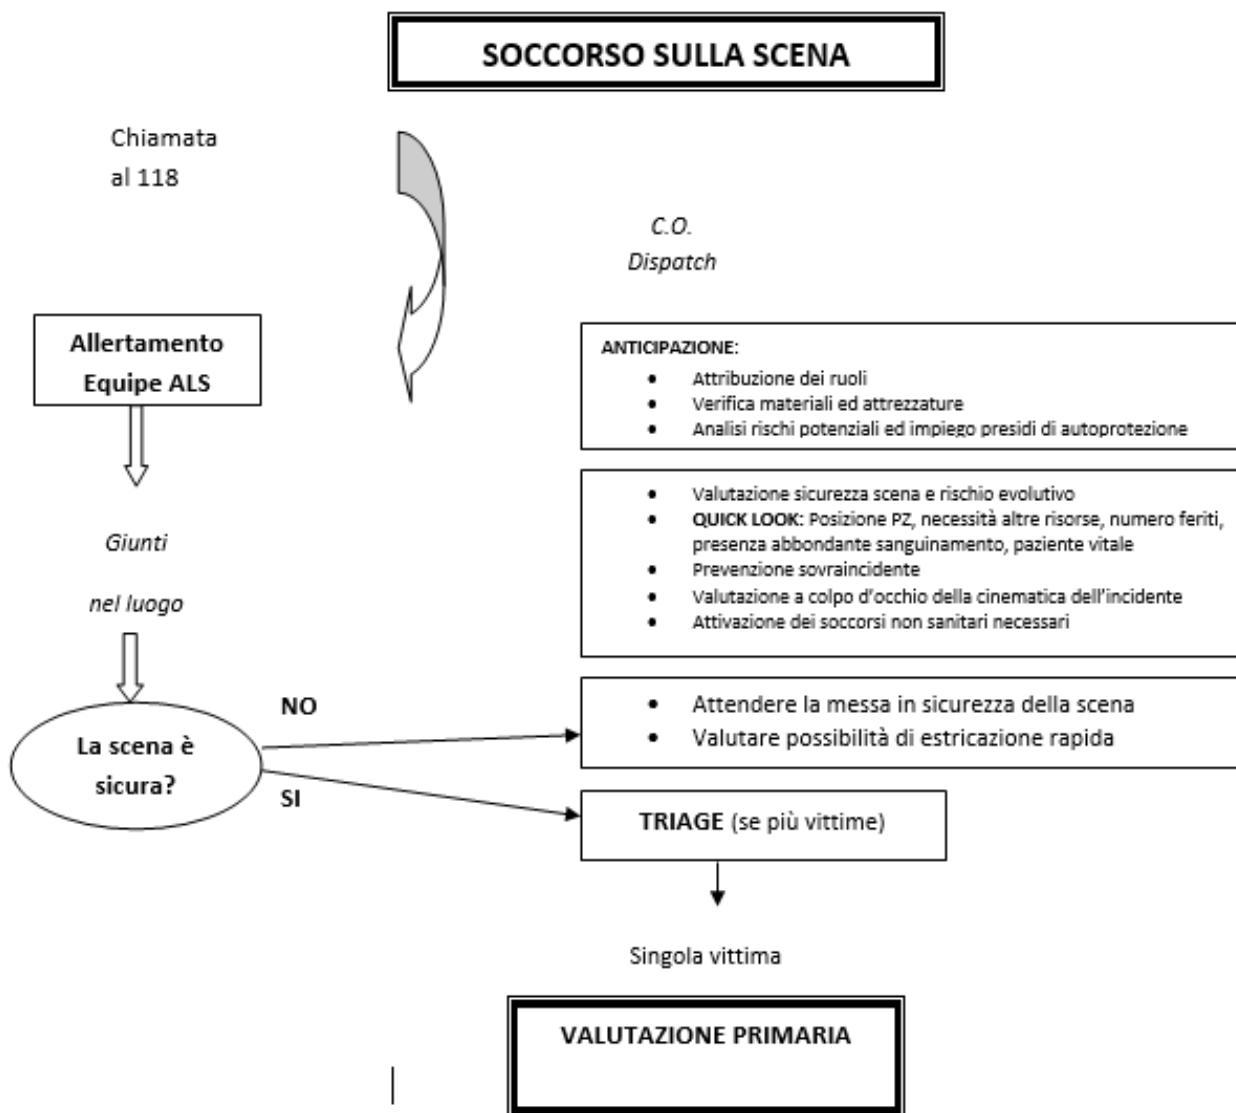 SOCCORSO SULLA SCENA
Chiamata
al 118
C.O.
Dispatch
Allertamento
Equipe ALS
ANTICIPAZIONE:
• Attribuzione dei ruoli
• Verifica materiali ed attrezzature
• Analisi rischi potenziali ed impiego presidi di autoprotezione
Giunti
nel luogo
• Valutazione sicurezza scena e rischio evolutivo
• QUICK LOOK: Posizione PZ, necessità altre risorse, numero feriti,
presenza abbondante sanguinamento, paziente vitale
• Prevenzione sovraincidente
• Valutazione a colpo d'occhio della cinematica dell'incidente
• Attivazione dei soccorsi non sanitari necessari
La scena è
sicura?
NO
• Attendere la messa in sicurezza della scena
• Valutare possibilità di estricazione rapida
SI
TRIAGE (se più vittime)
Singola vittima
VALUTAZIONE PRIMARIA